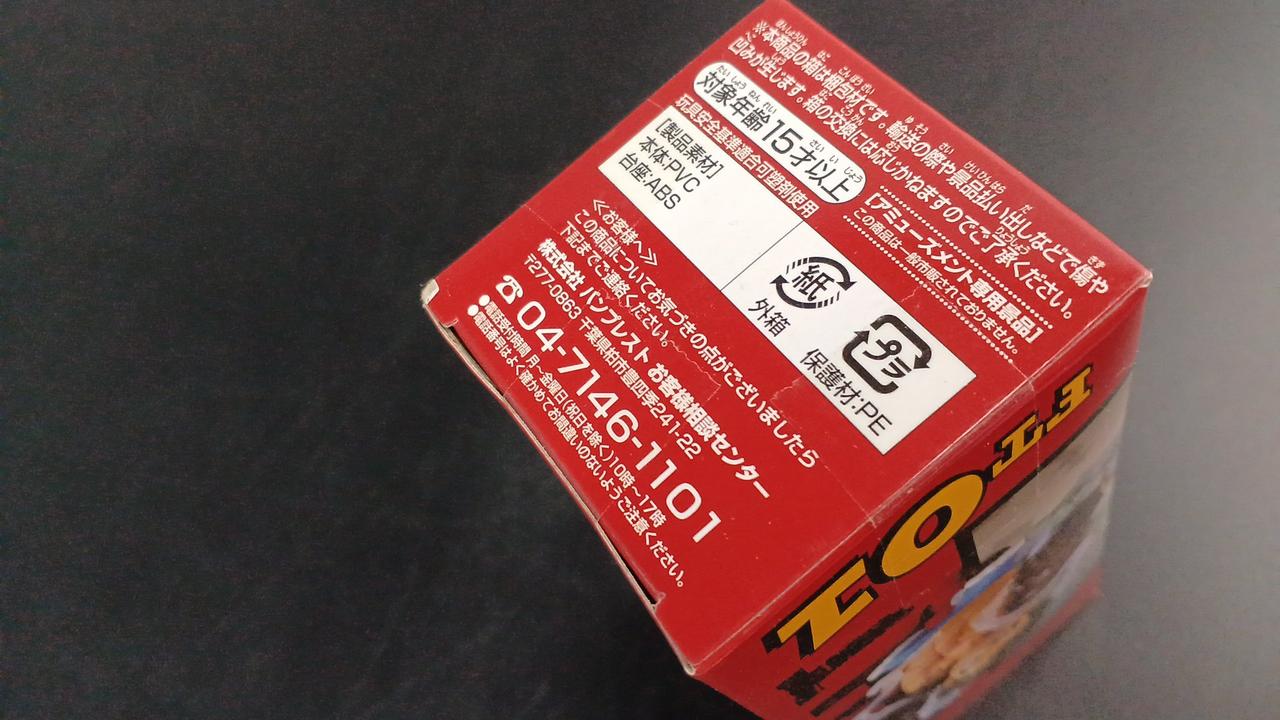 ※本商品の箱は梱包材です。輸送の際や景品払い出しなどで傷や
凹みが生じます。箱の交換には応じかねますのでご了承ください。
対象年齢15才以上
[アミューズメント専用景品]
この商品は一般市販されておりません。
玩具安全基準適合可塑剤使用
[製品素材]
本体:PVC
台座:ABS
紙
外箱
プラ
保護材:PE
≪お客様へ≫
この商品についてお気づきの点がございましたら
下記までご連絡ください。
株式会社 バンプレスト お客様相談センター
〒277-0863 千葉県柏市豊四季241-22
☎04-7146-1101
●電話受付時間 月~金曜日(祝日を除く)10時~17時
●電話番号はよく確かめてお間違いのないようご注意ください。